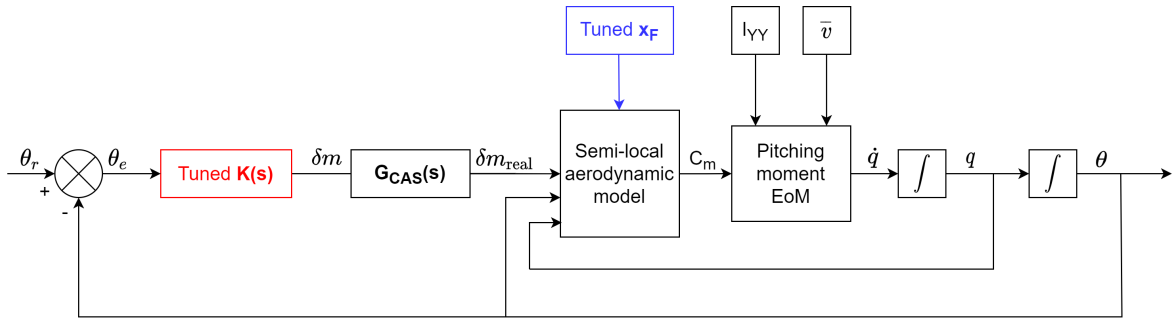 Tuned x_F
I_YY
v̅
θ_r
+
-
θ_e
Tuned K(s)
δm
G_CAS(s)
δm_real
Semi-local
aerodynamic
model
C_m
Pitching
moment
EoM
q̇
∫
q
∫
θ